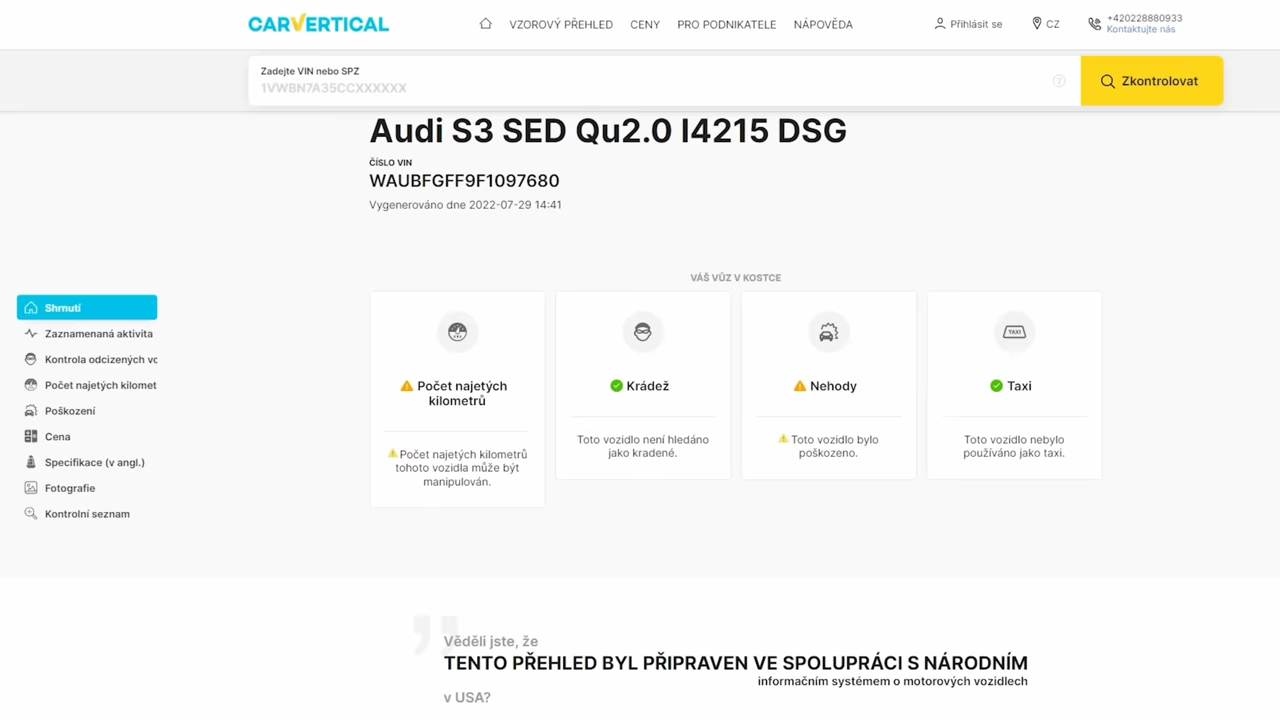 CARVERTICAL
VZOROVÝ PŘEHLED
CENY
PRO PODNIKATELE
NÁPOVĚDA
Přihlásit se
CZ
+420228880933
Kontaktujte nás
Zadejte VIN nebo SPZ
1VWBN7A35CCXXXXXX
?
Zkontrolovat
Audi S3 SED Qu2.0 I4215 DSG
ČÍSLO VIN
WAUBFGFF9F1097680
Vygenerováno dne 2022-07-29 14:41
Shrnutí
Zaznamenaná aktivita
Kontrola odcizených vo
Počet najetých kilomet
Poškození
Cena
Specifikace (v angl.)
Fotografie
Kontrolní seznam
VÁŠ VŮZ V KOSTCE
Počet najetých
kilometrů
Počet najetých kilometrů
tohoto vozidla může být
manipulován.
Krádež
Toto vozidlo není hledáno
jako kradené.
Nehody
Toto vozidlo bylo
poškozeno.
TAXI
Taxi
Toto vozidlo nebylo
používáno jako taxi.
Věděli jste, že
TENTO PŘEHLED BYL PŘIPRAVEN VE SPOLUPRÁCI S NÁRODNÍM
informačním systémem o motorových vozidlech
v USA?